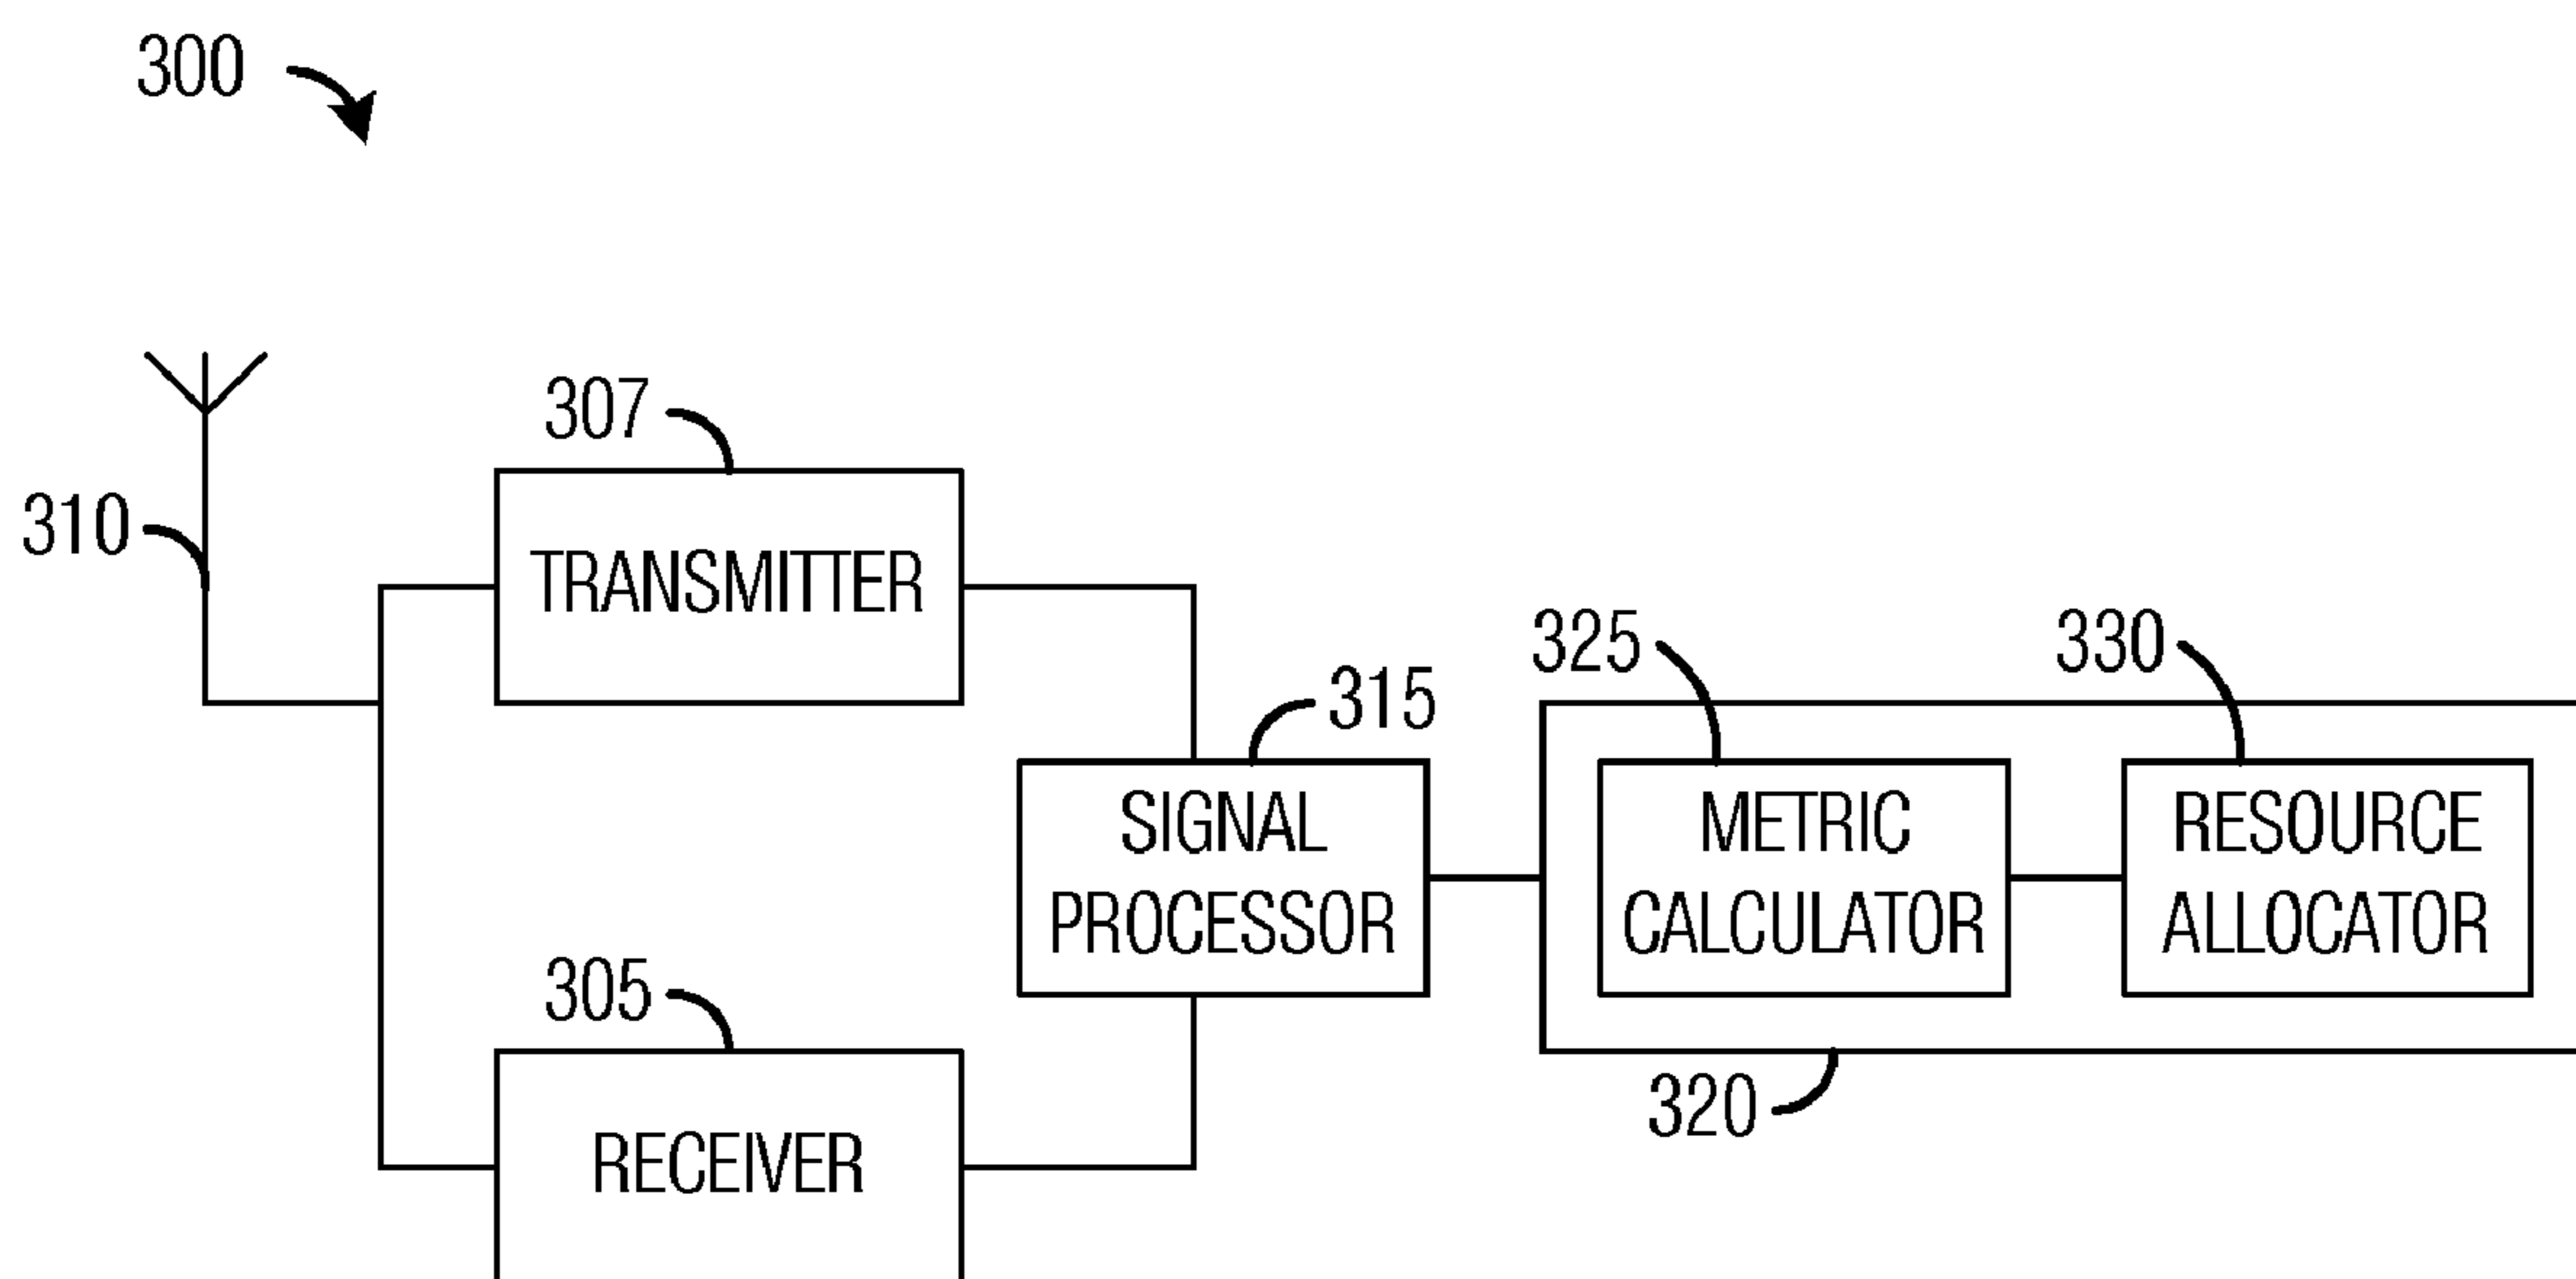 300
307
310
TRANSMITTER
325
330
315
SIGNAL
PROCESSOR
METRIC
CALCULATOR
RESOURCE
ALLOCATOR
305
320
RECEIVER